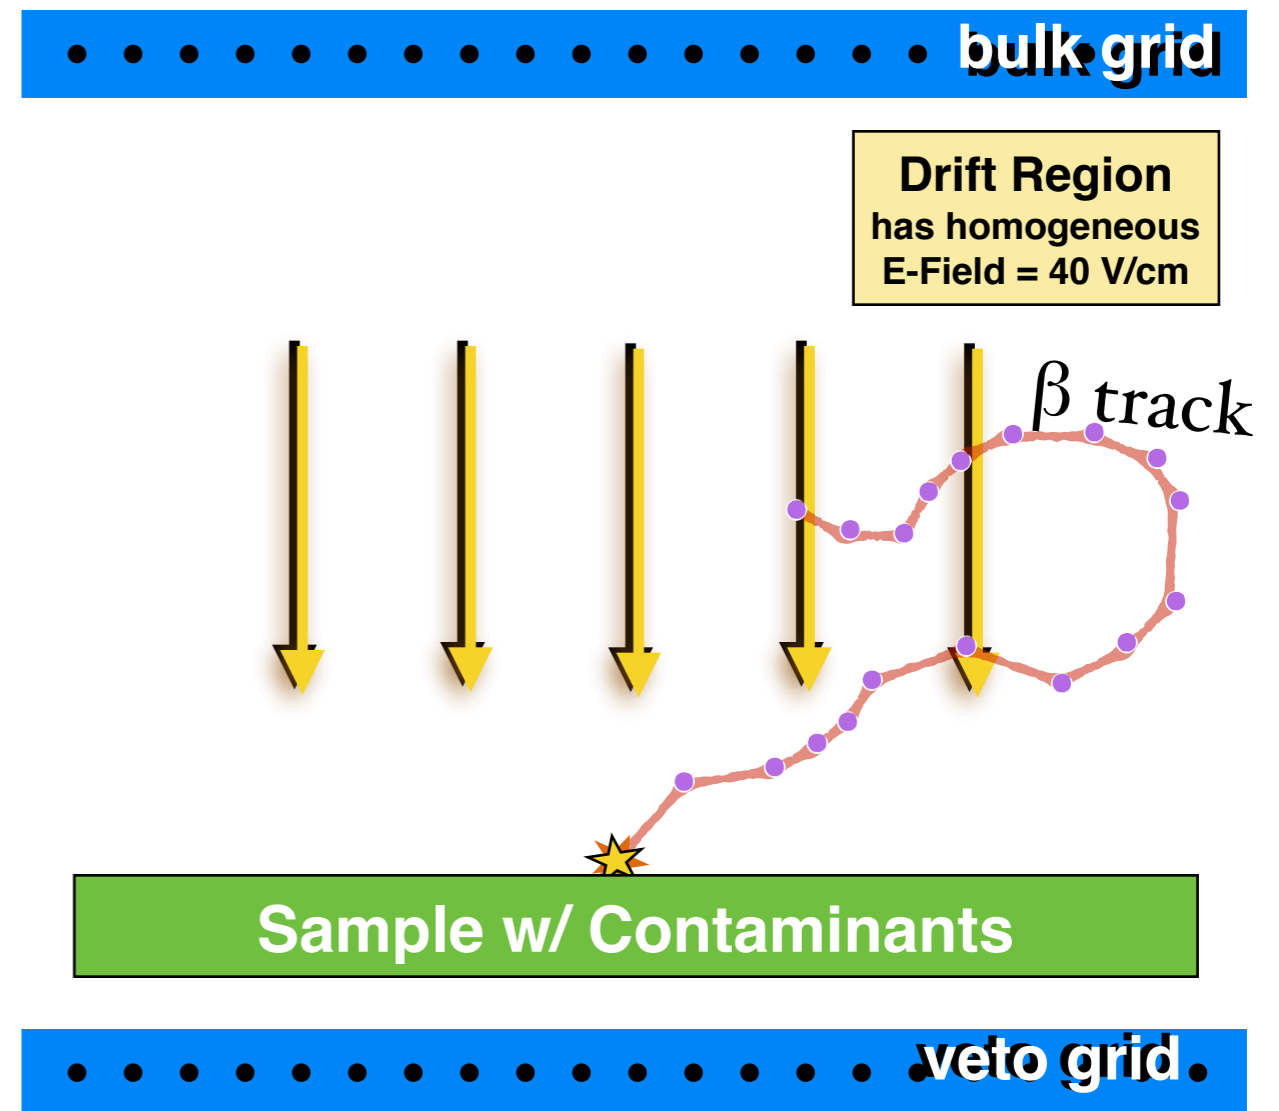 bulk grid
Drift Region
has homogeneous
E-Field = 40 V/cm
β track
Sample w/ Contaminants
veto grid